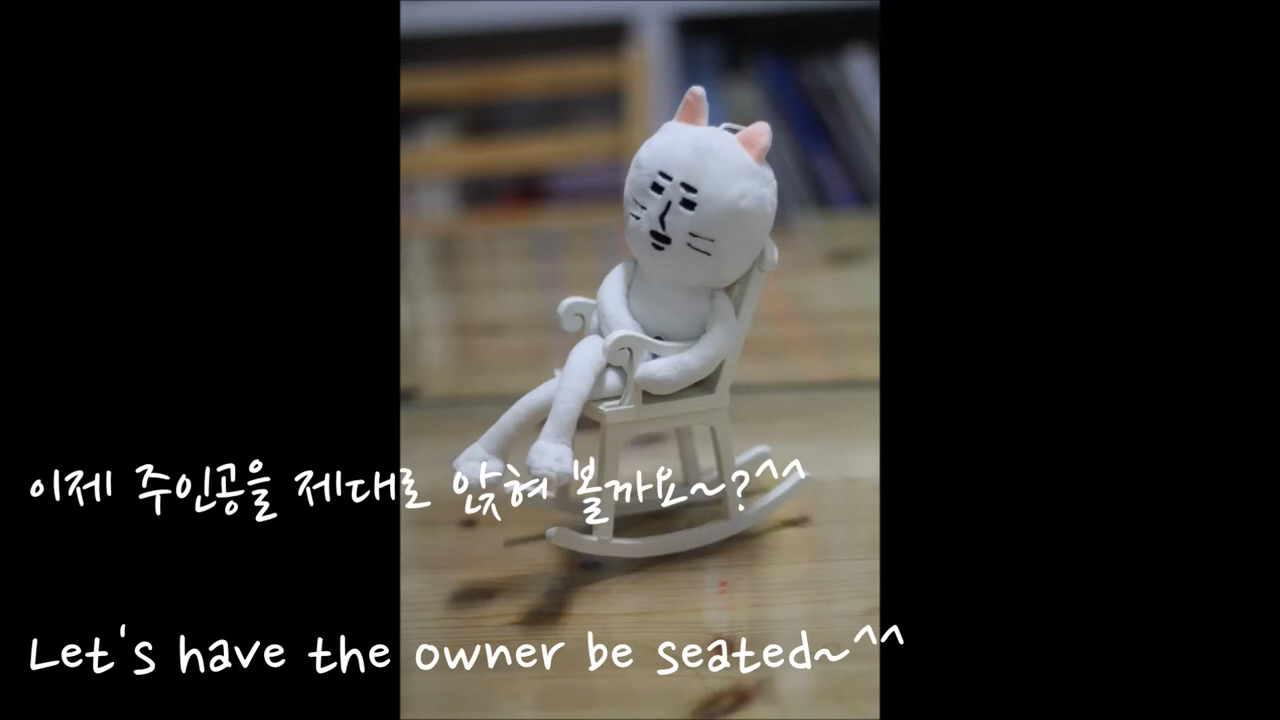 이제 주인공을 제대로 앉혀 볼까요~?^^
Let's have the owner be seated~^^